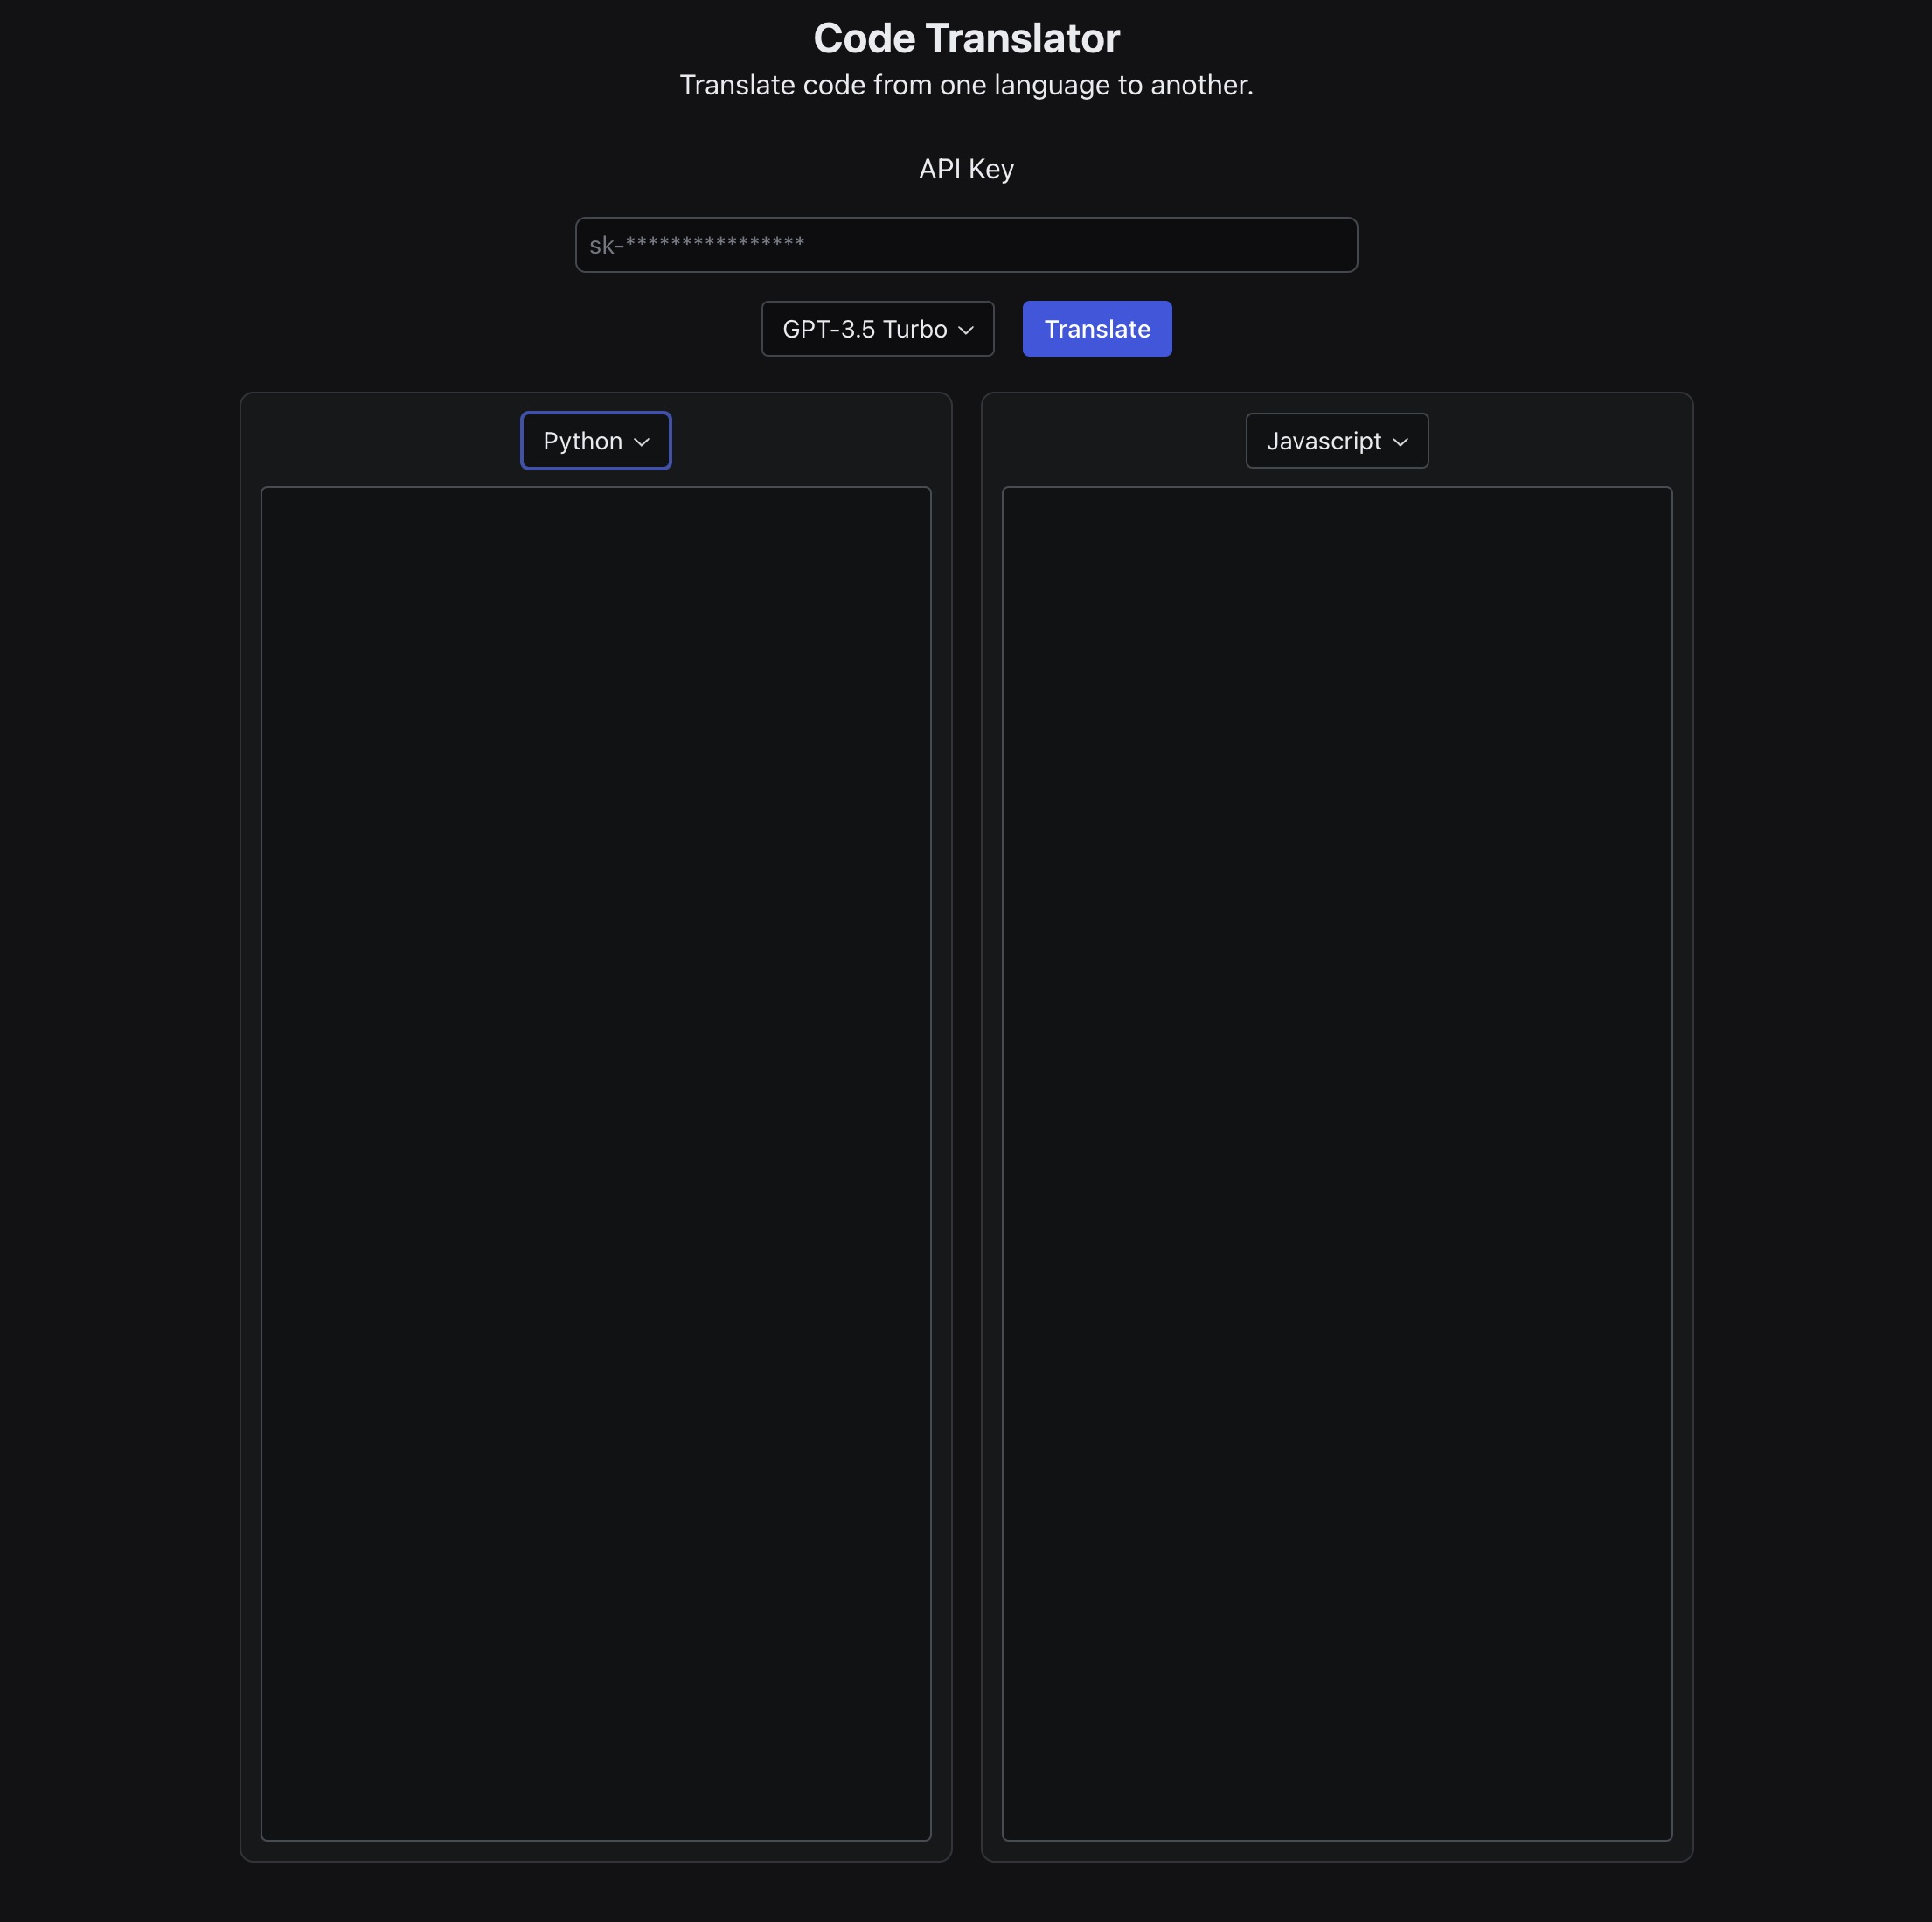 Code Translator
Translate code from one language to another.
API Key
sk-****************
GPT-3.5 Turbo
Translate
Python
Javascript